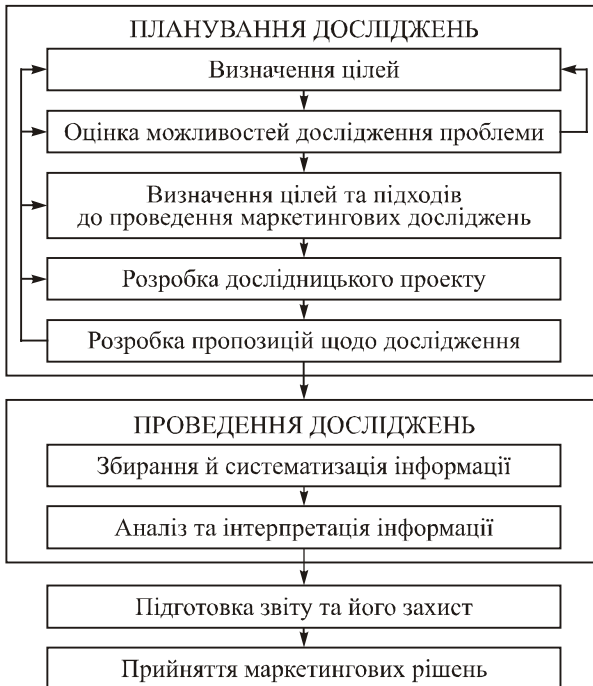 ПЛАНУВАННЯ ДОСЛІДЖЕНЬ
Визначення цілей
Оцінка можливостей дослідження проблеми
Визначення цілей та підходів
до проведення маркетингових досліджень
Розробка дослідницького проекту
Розробка пропозицій щодо дослідження
ПРОВЕДЕННЯ ДОСЛІДЖЕНЬ
Збирання й систематизація інформації
Аналіз та інтерпретація інформації
Підготовка звіту та його захист
Прийняття маркетингових рішень